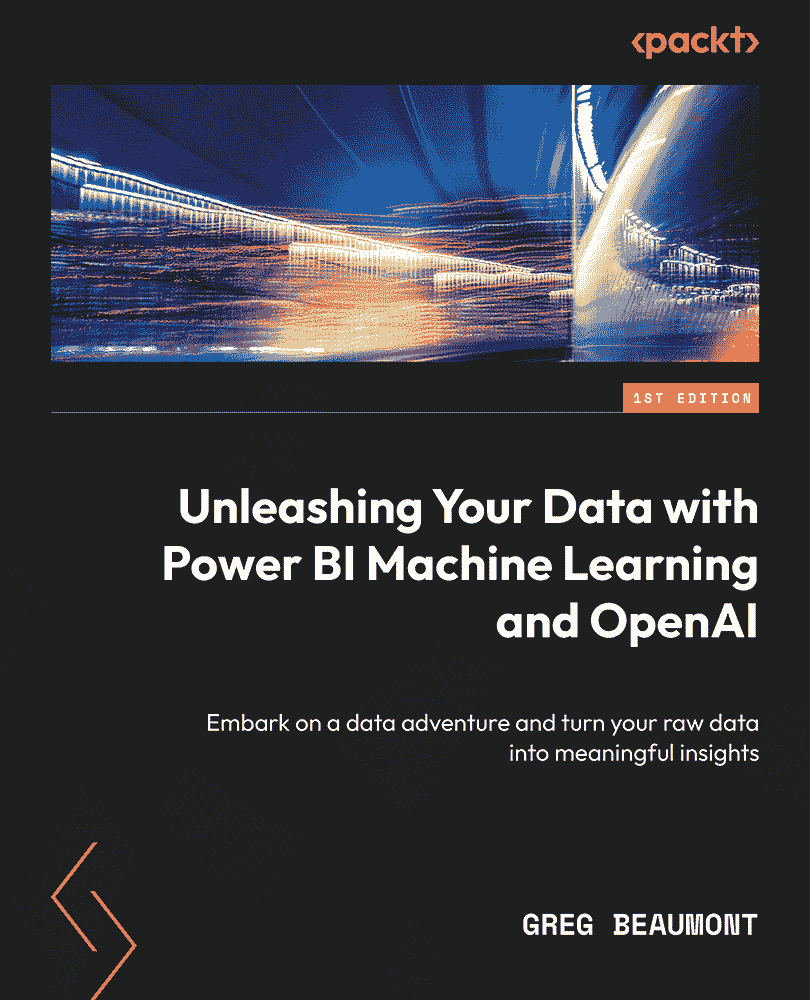 <packt>
1ST EDITION
Unleashing Your Data with
Power BI Machine Learning
and OpenAI
Embark on a data adventure and turn your raw data
into meaningful insights
GREG BEAUMONT